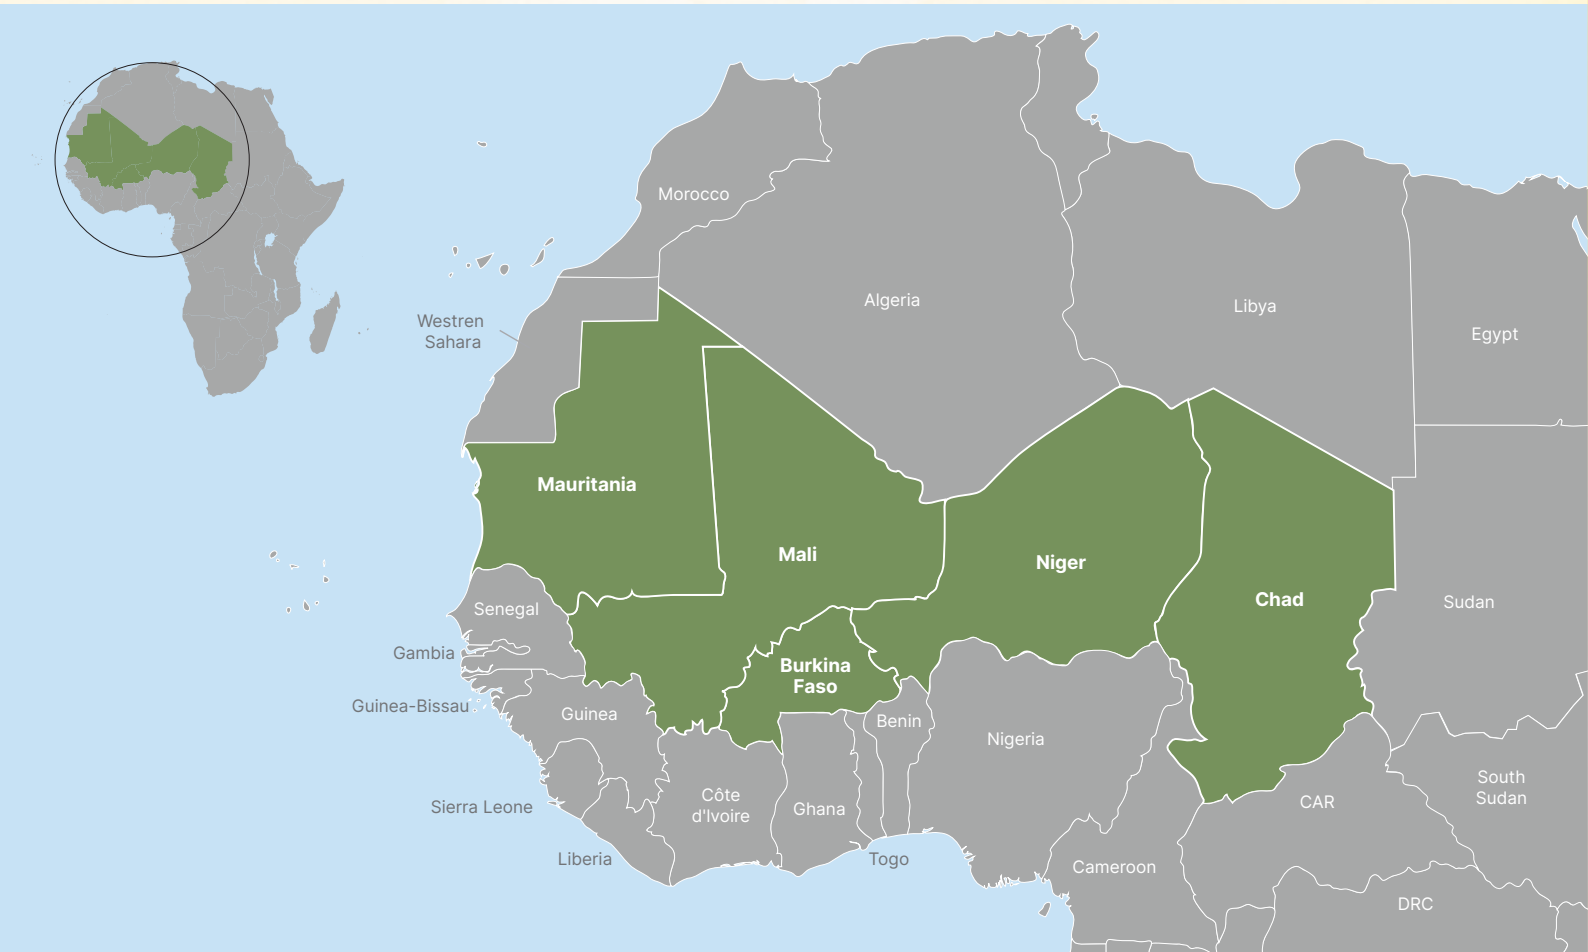 Morocco
Algeria
Libya
Egypt
Westren
Sahara
Mauritania
Mali
Niger
Chad
Sudan
Senegal
Gambia
Burkina
Faso
Guinea-Bissau
Guinea
Benin
Nigeria
Côte
d'Ivoire
Ghana
South
Sudan
CAR
Sierra Leone
Liberia
Togo
Cameroon
DRC